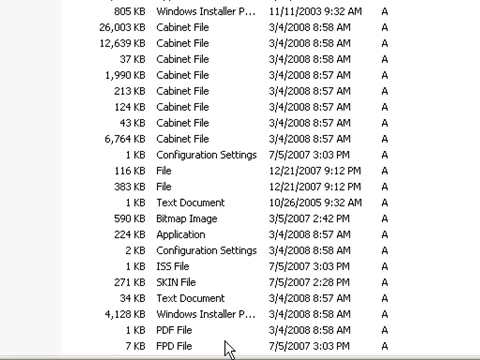 805 KB Windows Installer P... 11/11/2003 9:32 AM A
26,003 KB Cabinet File 3/4/2008 8:58 AM A
12,639 KB Cabinet File 3/4/2008 8:58 AM A
37 KB Cabinet File 3/4/2008 8:58 AM A
1,990 KB Cabinet File 3/4/2008 8:57 AM A
213 KB Cabinet File 3/4/2008 8:57 AM A
124 KB Cabinet File 3/4/2008 8:57 AM A
43 KB Cabinet File 3/4/2008 8:57 AM A
6,764 KB Cabinet File 3/4/2008 8:57 AM A
1 KB Configuration Settings 7/5/2007 3:03 PM A
116 KB File 12/21/2007 9:12 PM A
383 KB File 12/21/2007 9:12 PM A
1 KB Text Document 10/26/2005 9:32 AM A
590 KB Bitmap Image 3/5/2007 2:42 PM A
224 KB Application 3/4/2008 8:57 AM A
2 KB Configuration Settings 3/4/2008 8:58 AM A
1 KB ISS File 7/5/2007 3:03 PM A
271 KB SKIN File 7/5/2007 2:28 PM A
34 KB Text Document 3/4/2008 8:57 AM A
4,128 KB Windows Installer P... 3/4/2008 8:58 AM A
1 KB PDF File 3/4/2008 8:58 AM A
7 KB FPD File 7/5/2007 3:03 PM A